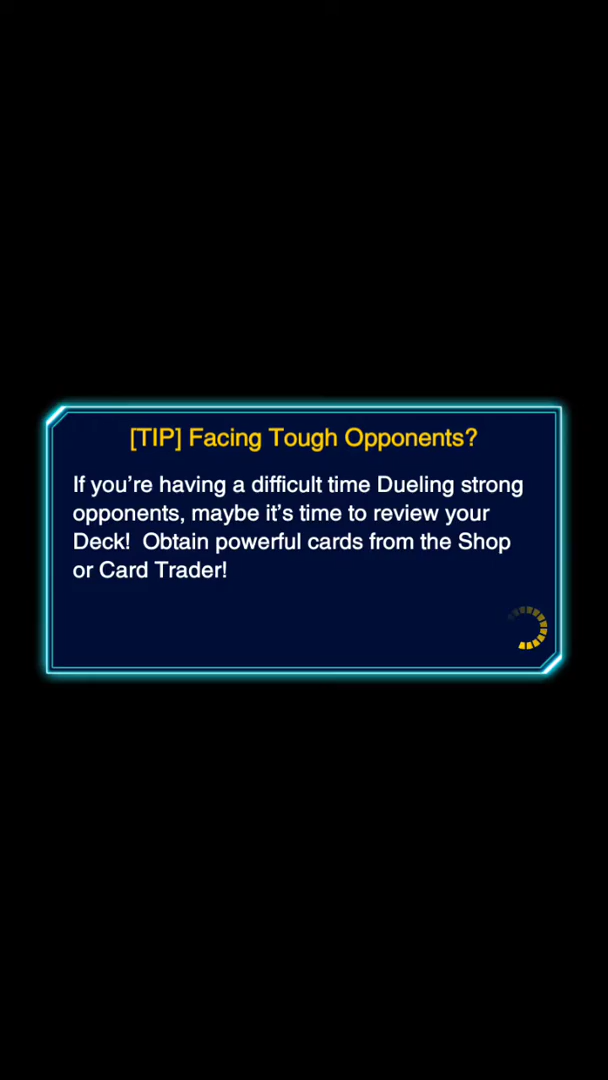 [TIP] Facing Tough Opponents?
If you’re having a difficult time Dueling strong
opponents, maybe it’s time to review your
Deck!  Obtain powerful cards from the Shop
or Card Trader!